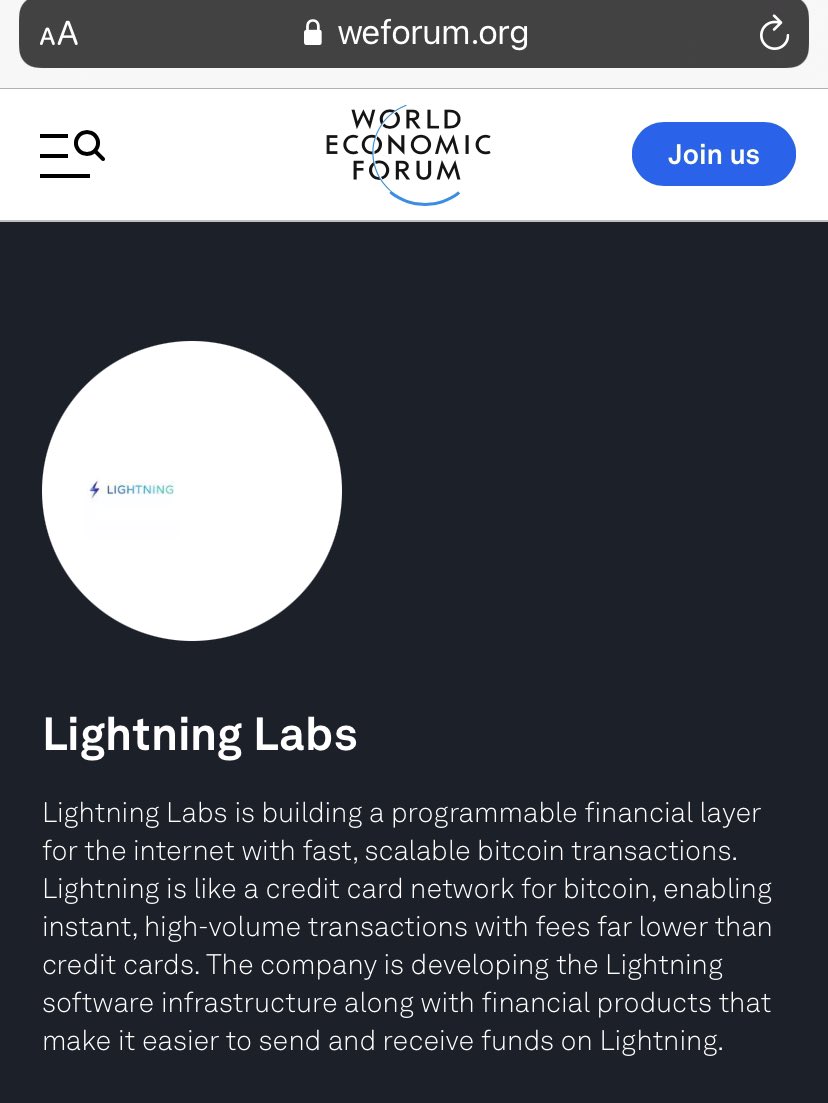 AA
weforum.org
WORLD
ECONOMIC
FORUM
Join us
LIGHTNING
Lightning Labs
Lightning Labs is building a programmable financial layer
for the internet with fast, scalable bitcoin transactions.
Lightning is like a credit card network for bitcoin, enabling
instant, high-volume transactions with fees far lower than
credit cards. The company is developing the Lightning
software infrastructure along with financial products that
make it easier to send and receive funds on Lightning.